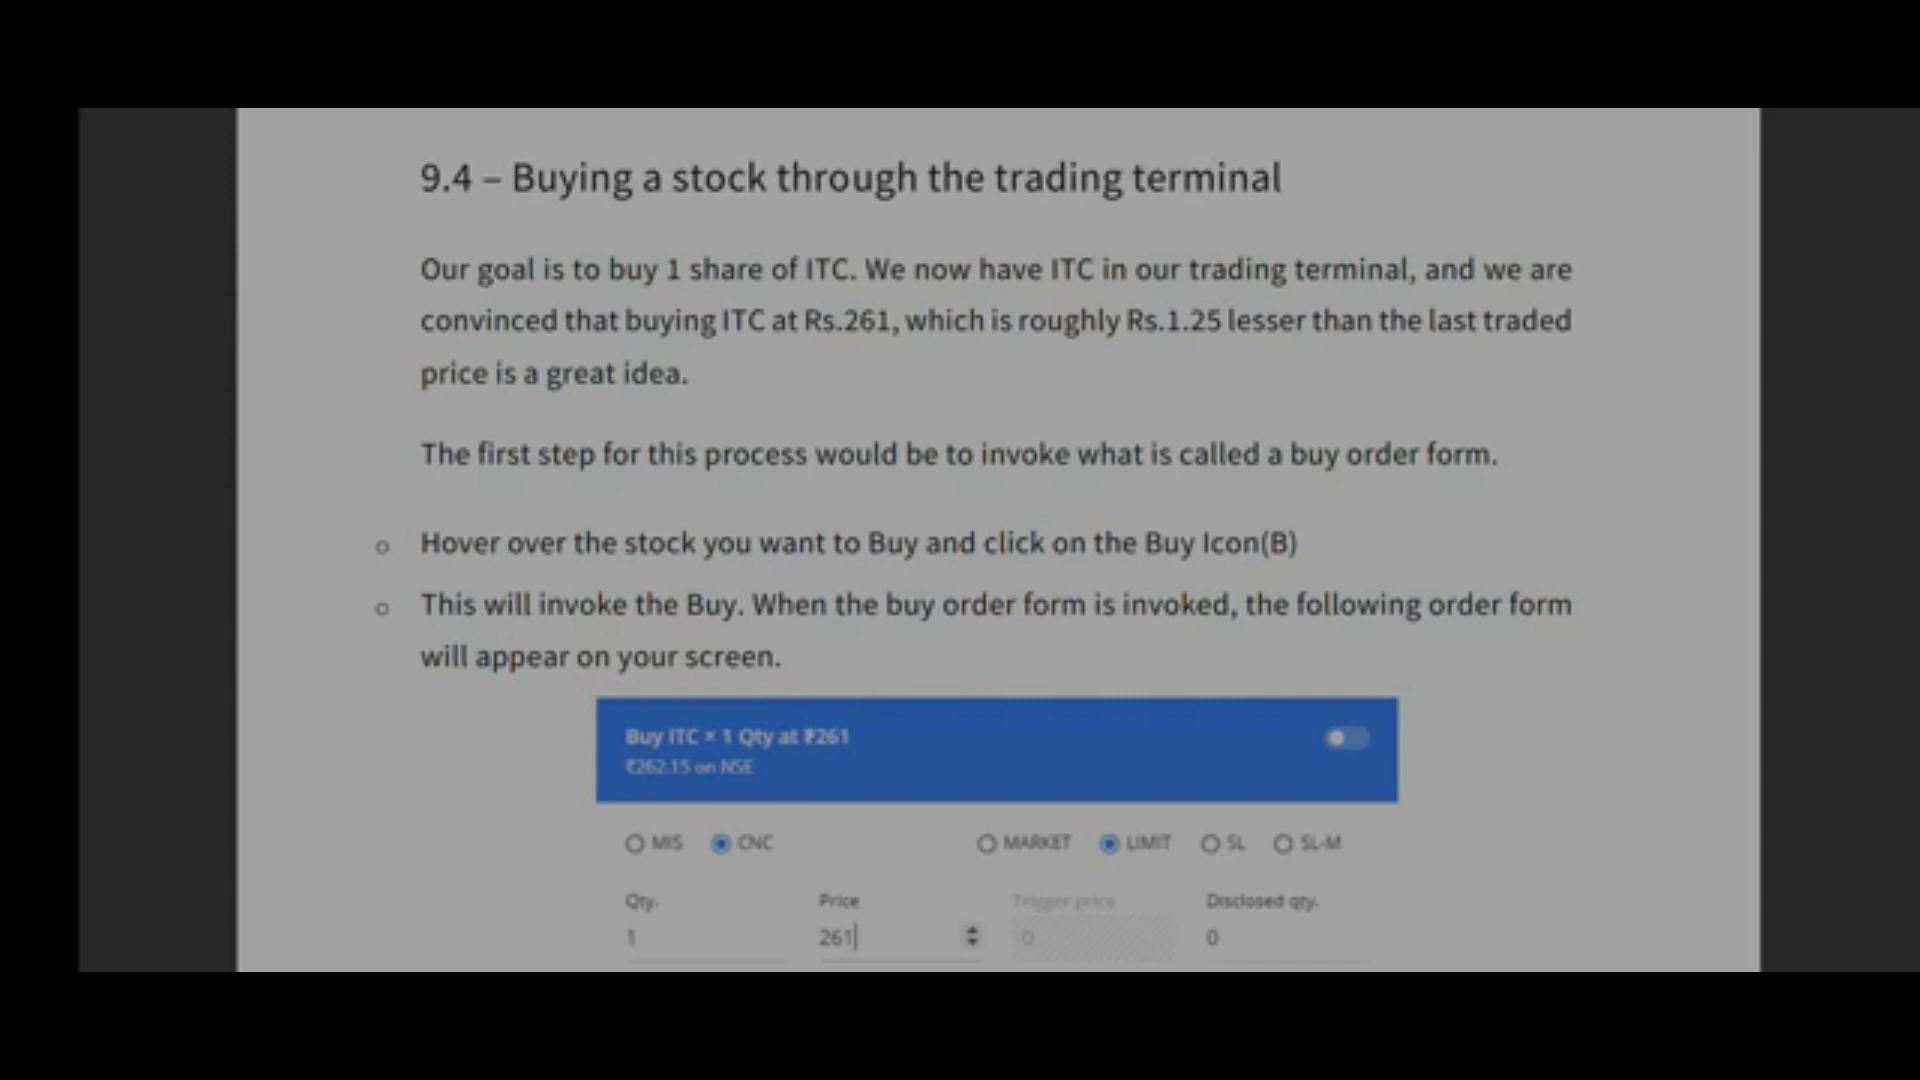 9.4 – Buying a stock through the trading terminal
Our goal is to buy 1 share of ITC. We now have ITC in our trading terminal, and we are
convinced that buying ITC at Rs.261, which is roughly Rs.1.25 lesser than the last traded
price is a great idea.
The first step for this process would be to invoke what is called a buy order form.
○ Hover over the stock you want to Buy and click on the Buy Icon(B)
○ This will invoke the Buy. When the buy order form is invoked, the following order form
will appear on your screen.
Buy ITC × 1 Qty at ₹261
₹262.15 on NSE
MIS CNC MARKET LIMIT SL SL-M
Qty. Price Trigger price Disclosed qty.
1 261 0 0